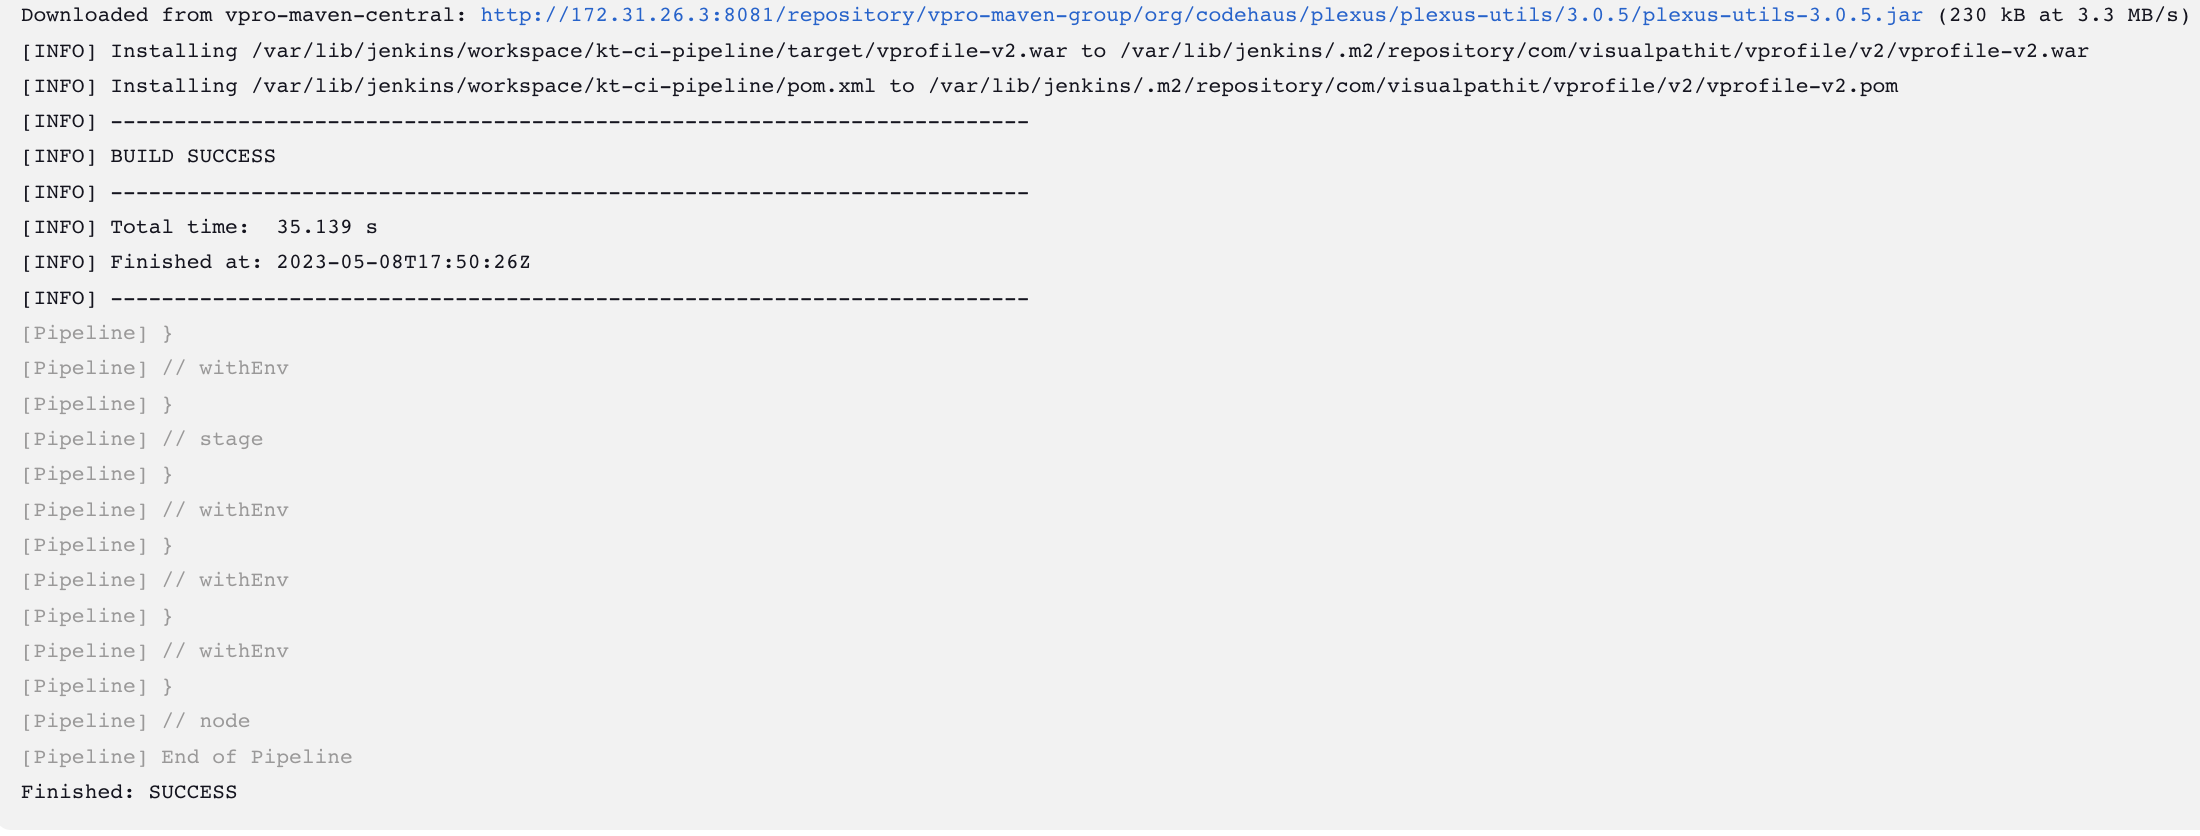 Downloaded from vpro-maven-central: http://172.31.26.3:8081/repository/vpro-maven-group/org/codehaus/plexus/plexus-utils/3.0.5/plexus-utils-3.0.5.jar (230 kB at 3.3 MB/s)
[INFO] Installing /var/lib/jenkins/workspace/kt-ci-pipeline/target/vprofile-v2.war to /var/lib/jenkins/.m2/repository/com/visualpathit/vprofile/v2/vprofile-v2.war
[INFO] Installing /var/lib/jenkins/workspace/kt-ci-pipeline/pom.xml to /var/lib/jenkins/.m2/repository/com/visualpathit/vprofile/v2/vprofile-v2.pom
[INFO] ------------------------------------------------------------------------
[INFO] BUILD SUCCESS
[INFO] ------------------------------------------------------------------------
[INFO] Total time:  35.139 s
[INFO] Finished at: 2023-05-08T17:50:26Z
[INFO] ------------------------------------------------------------------------
[Pipeline] }
[Pipeline] // withEnv
[Pipeline] }
[Pipeline] // stage
[Pipeline] }
[Pipeline] // withEnv
[Pipeline] }
[Pipeline] // withEnv
[Pipeline] }
[Pipeline] // withEnv
[Pipeline] }
[Pipeline] // node
[Pipeline] End of Pipeline
Finished: SUCCESS